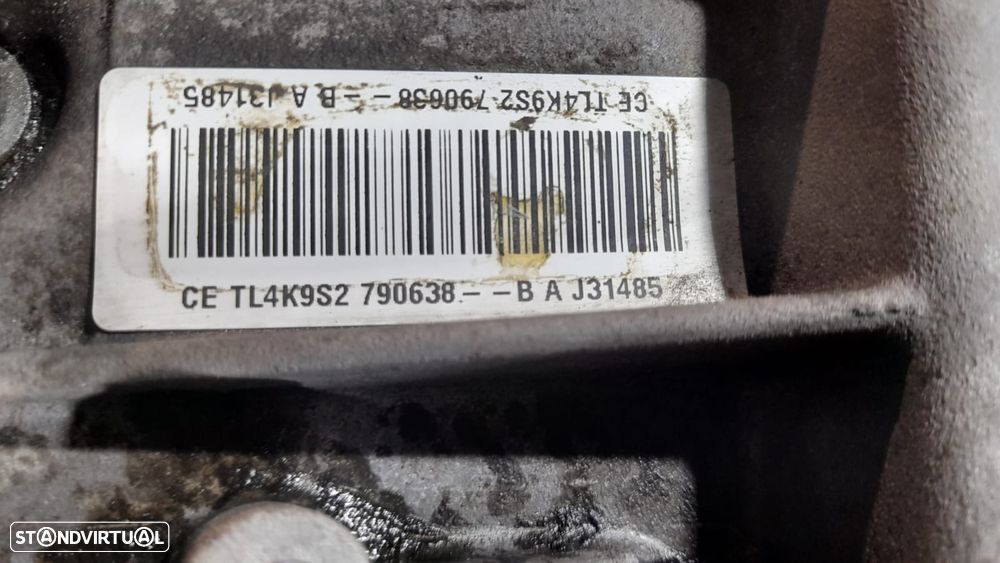 CE TL4K9S2 790638 - -B A J31485
CE TL4K9S2 790638.- -B A J31485
STANDVIRTUAL